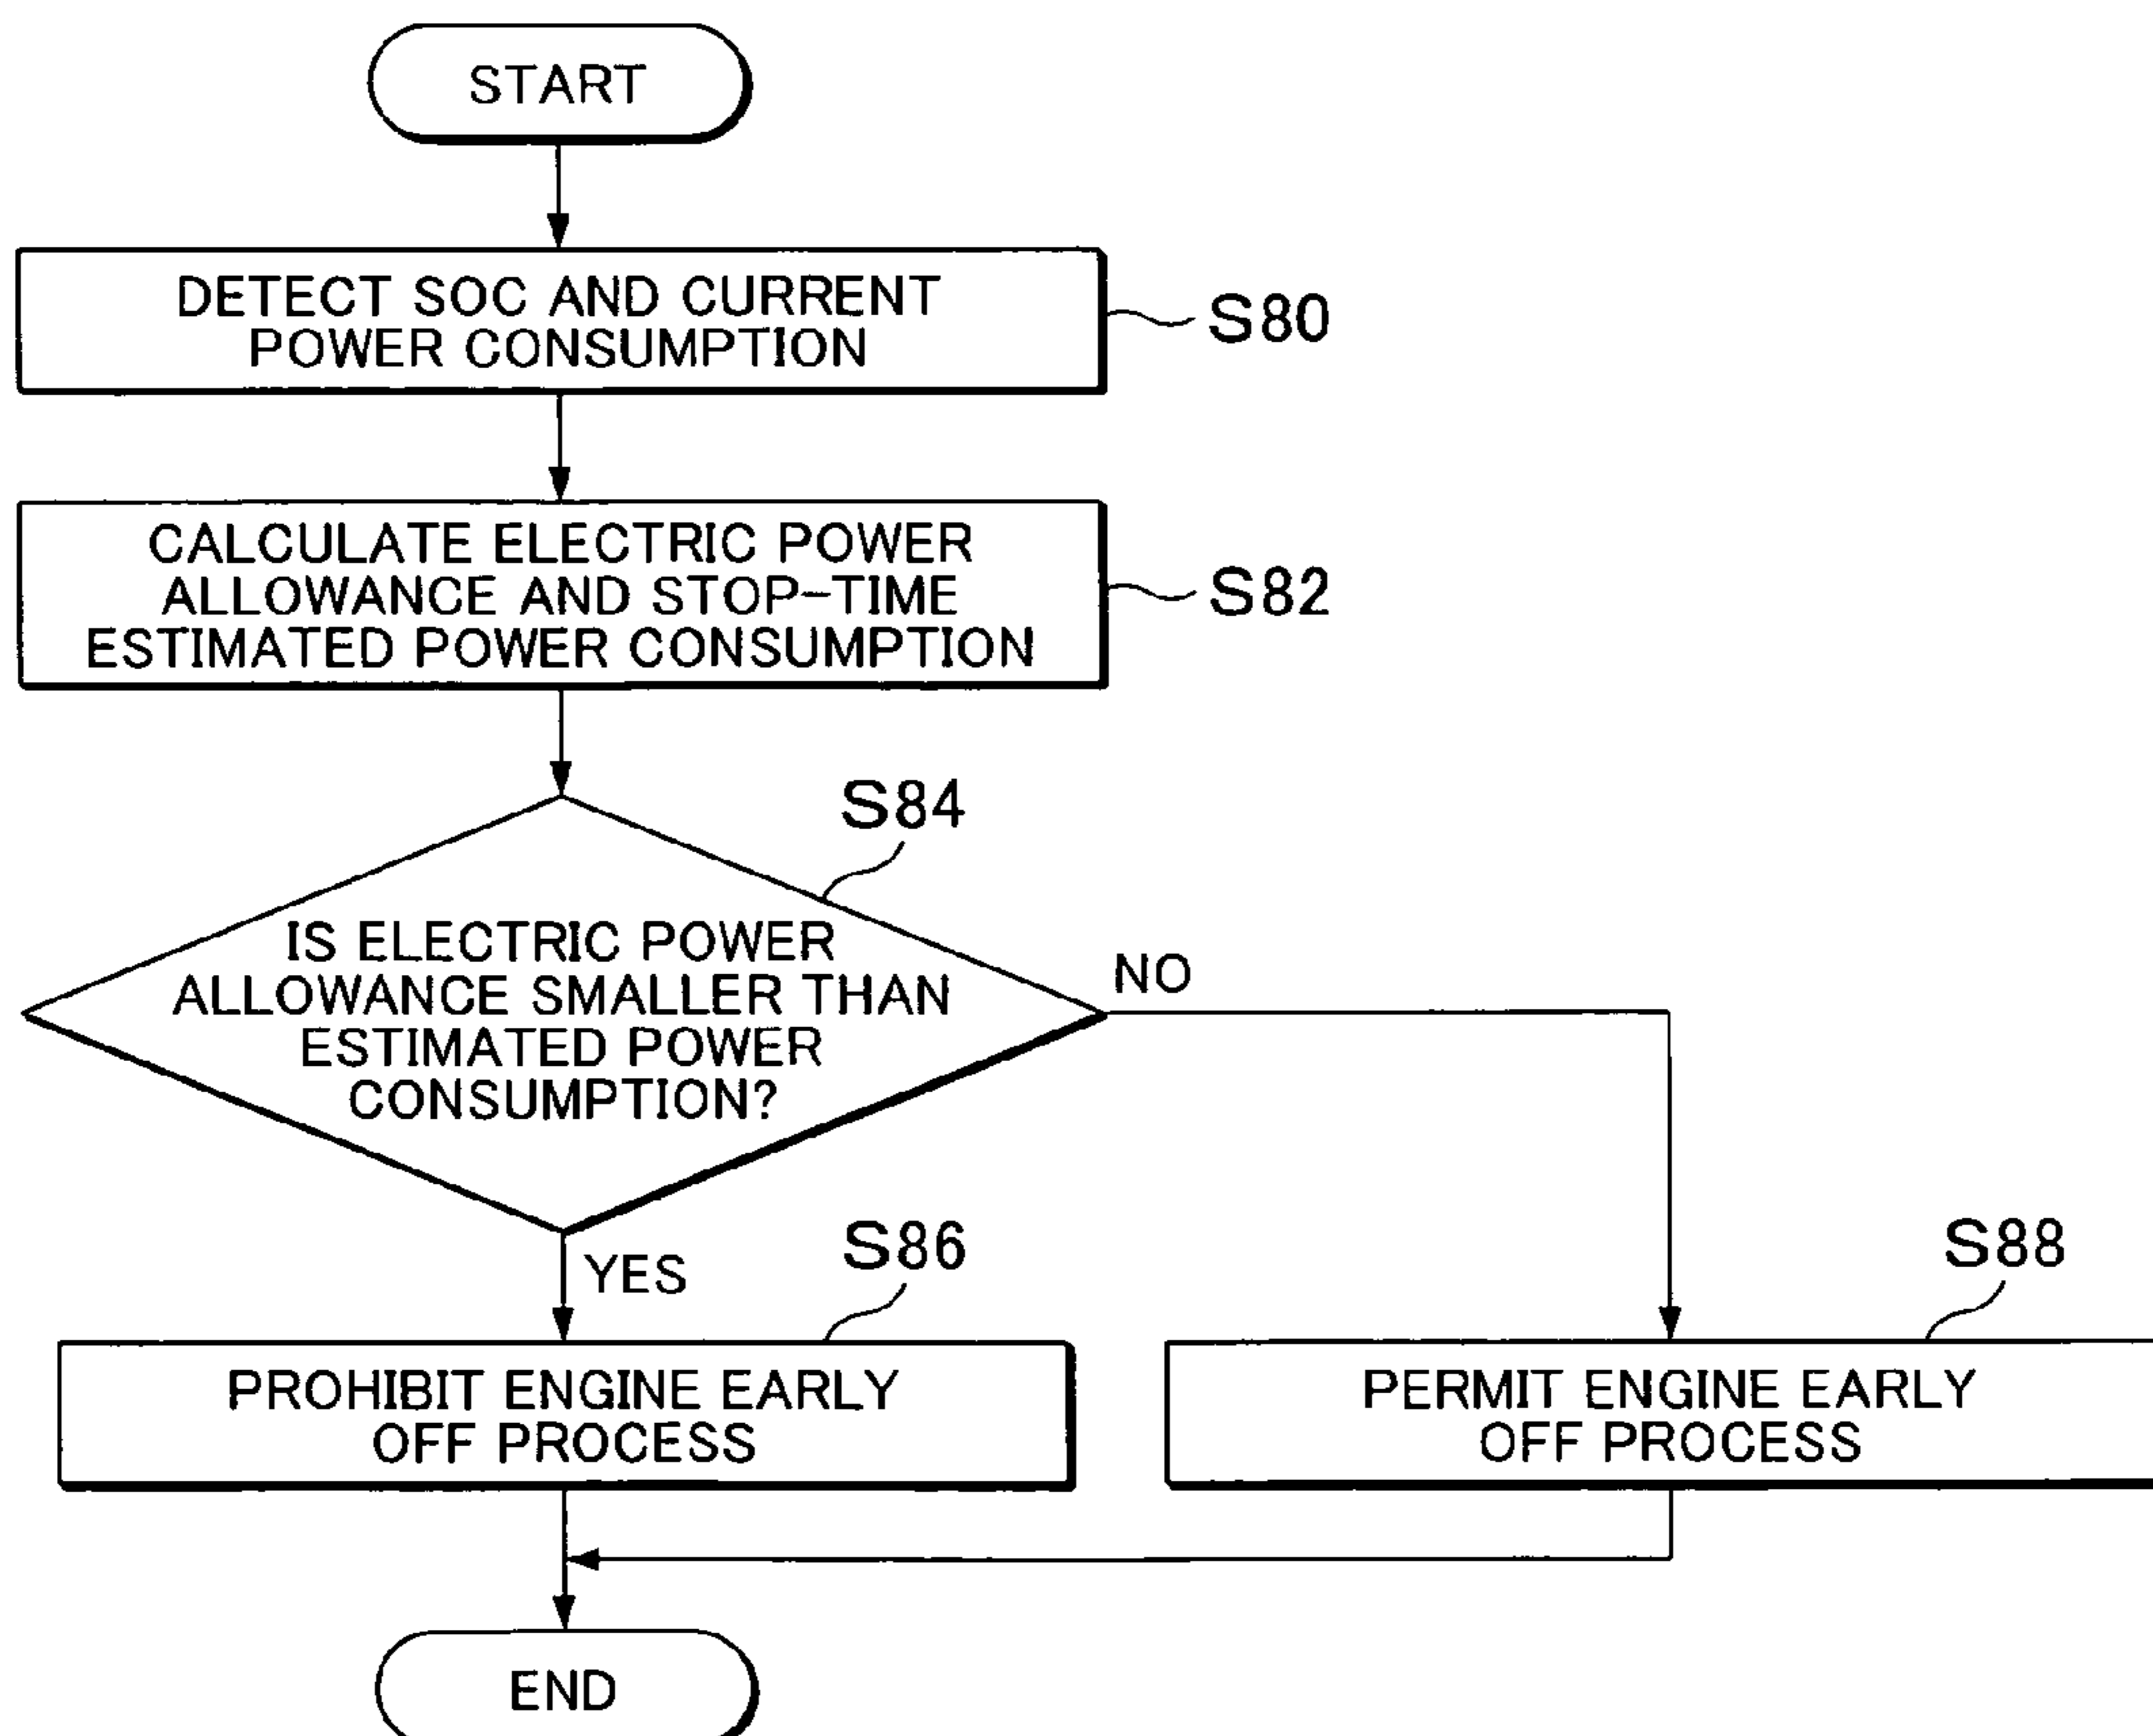 START
DETECT SOC AND CURRENT
POWER CONSUMPTION
S80
CALCULATE ELECTRIC POWER
ALLOWANCE AND STOP-TIME
ESTIMATED POWER CONSUMPTION
S82
S84
IS ELECTRIC POWER
ALLOWANCE SMALLER THAN
ESTIMATED POWER
CONSUMPTION?
NO
YES
S86
S88
PROHIBIT ENGINE EARLY
OFF PROCESS
PERMIT ENGINE EARLY
OFF PROCESS
END